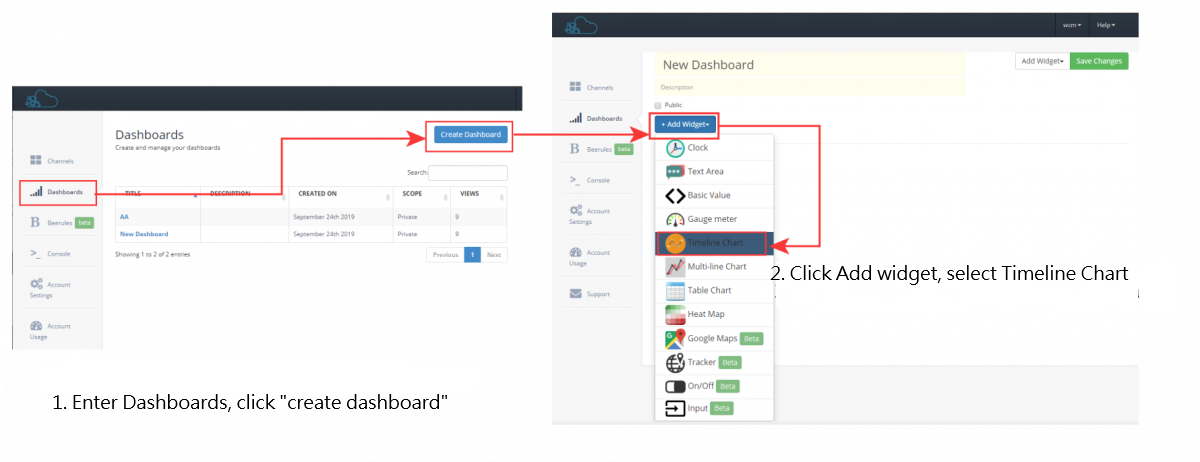 Dashboards
Create and manage your dashboards
Create Dashboard
Channels
Dashboards
Beerules beta
Console
Account
Settings
Account
Usage
Search:
TITLE DESCRIPTION CREATED ON SCOPE VIEWS
AA September 24th 2019 Private 9
New Dashboard September 24th 2019 Private 9
Showing 1 to 2 of 2 entries
Previous 1 Next
1. Enter Dashboards, click "create dashboard"
wcm Help
New Dashboard
Description
Public
Add Widget Save Changes
+ Add Widget
Channels
Dashboards
Beerules beta
Console
Account
Settings
Account
Usage
Support
Clock
Text Area
Basic Value
Gauge meter
Timeline Chart
Multi-line Chart
Table Chart
Heat Map
Google Maps Beta
Tracker Beta
On/Off Beta
Input Beta
2. Click Add widget, select Timeline Chart